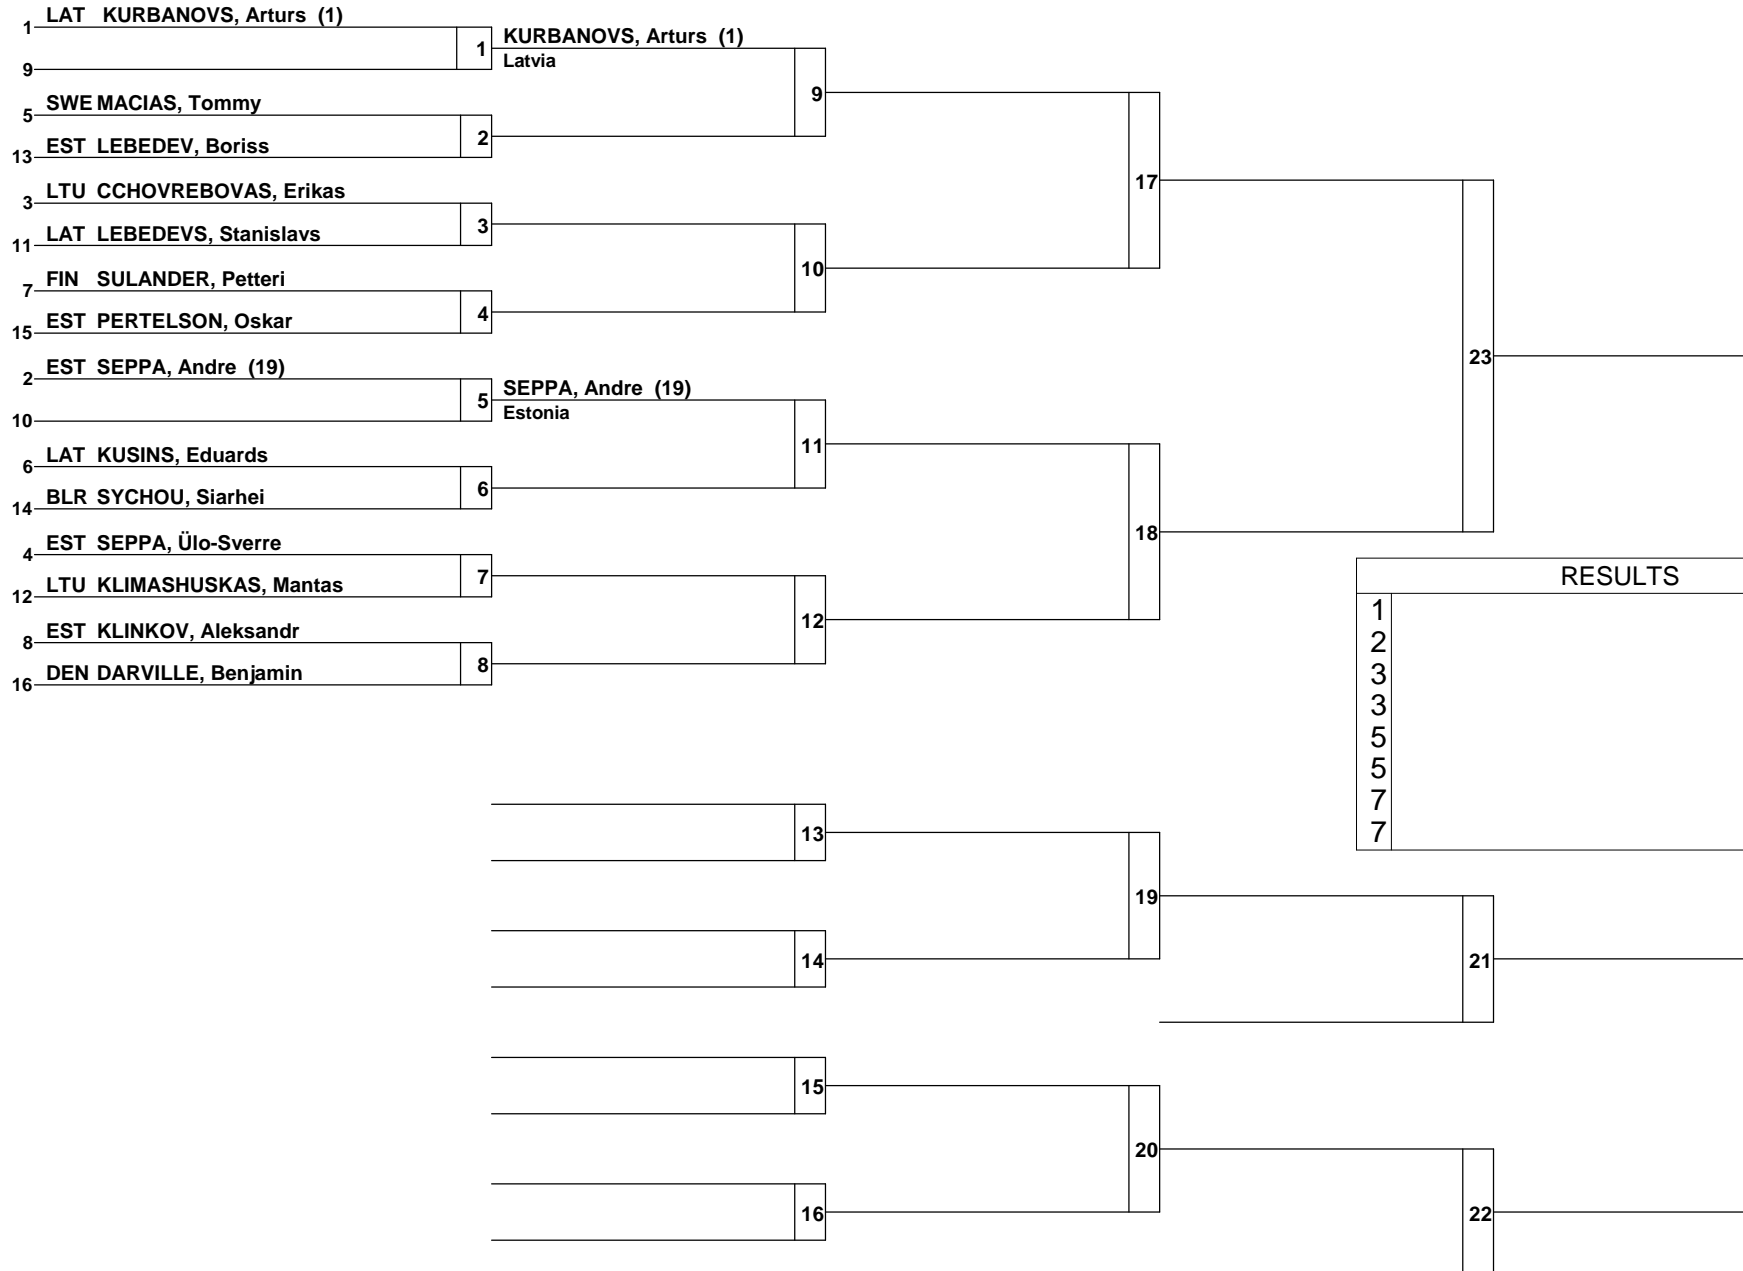 LAT KURBANOVS, Arturs (1)
1
KURBANOVS, Arturs (1)
1
Latvia
9
9
SWE MACIAS, Tommy
5
2
EST LEBEDEV, Boriss
13
17
LTU CCHOVREBOVAS, Erikas
3
3
LAT LEBEDEVS, Stanislavs
11
10
FIN SULANDER, Petteri
7
4
EST PERTELSON, Oskar
15
23
EST SEPPA, Andre (19)
2
SEPPA, Andre (19)
5
Estonia
10
11
LAT KUSINS, Eduards
6
6
BLR SYCHOU, Siarhei
14
18
EST SEPPA, Ülo-Sverre
4
7
LTU KLIMASHUSKAS, Mantas
12
12
EST KLINKOV, Aleksandr
8
8
DEN DARVILLE, Benjamin
16
RESULTS
1
2
3
3
5
5
7
7
13
19
14
21
15
20
16
22